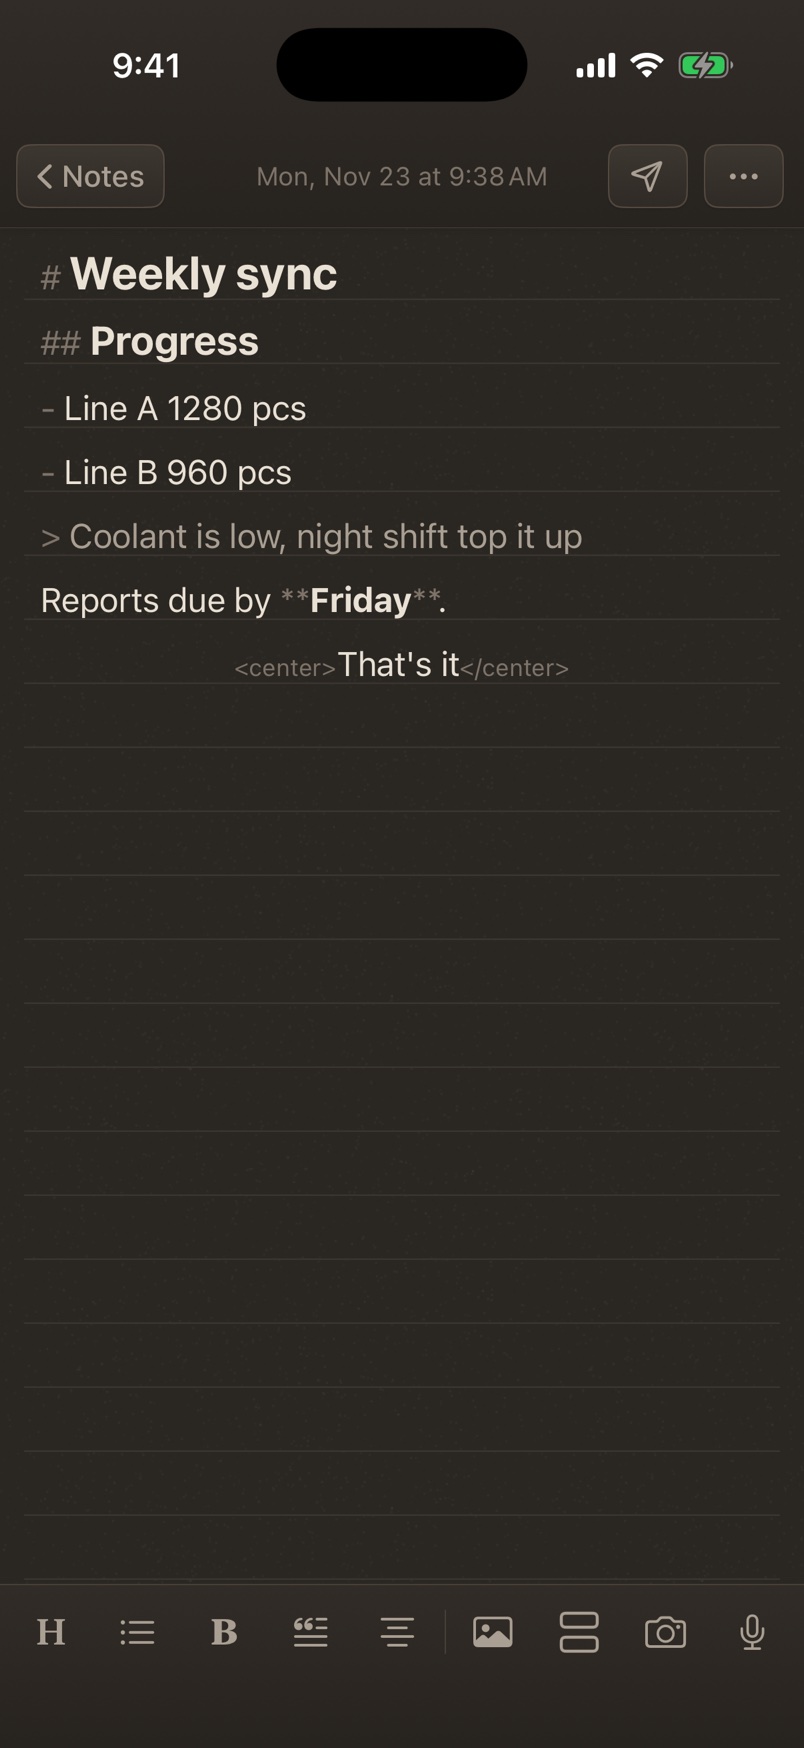 9:41
Notes
Mon, Nov 23 at 9:38 AM
# Weekly sync
## Progress
- Line A 1280 pcs
- Line B 960 pcs
> Coolant is low, night shift top it up
Reports due by **Friday**.
<center>That's it</center>
H B